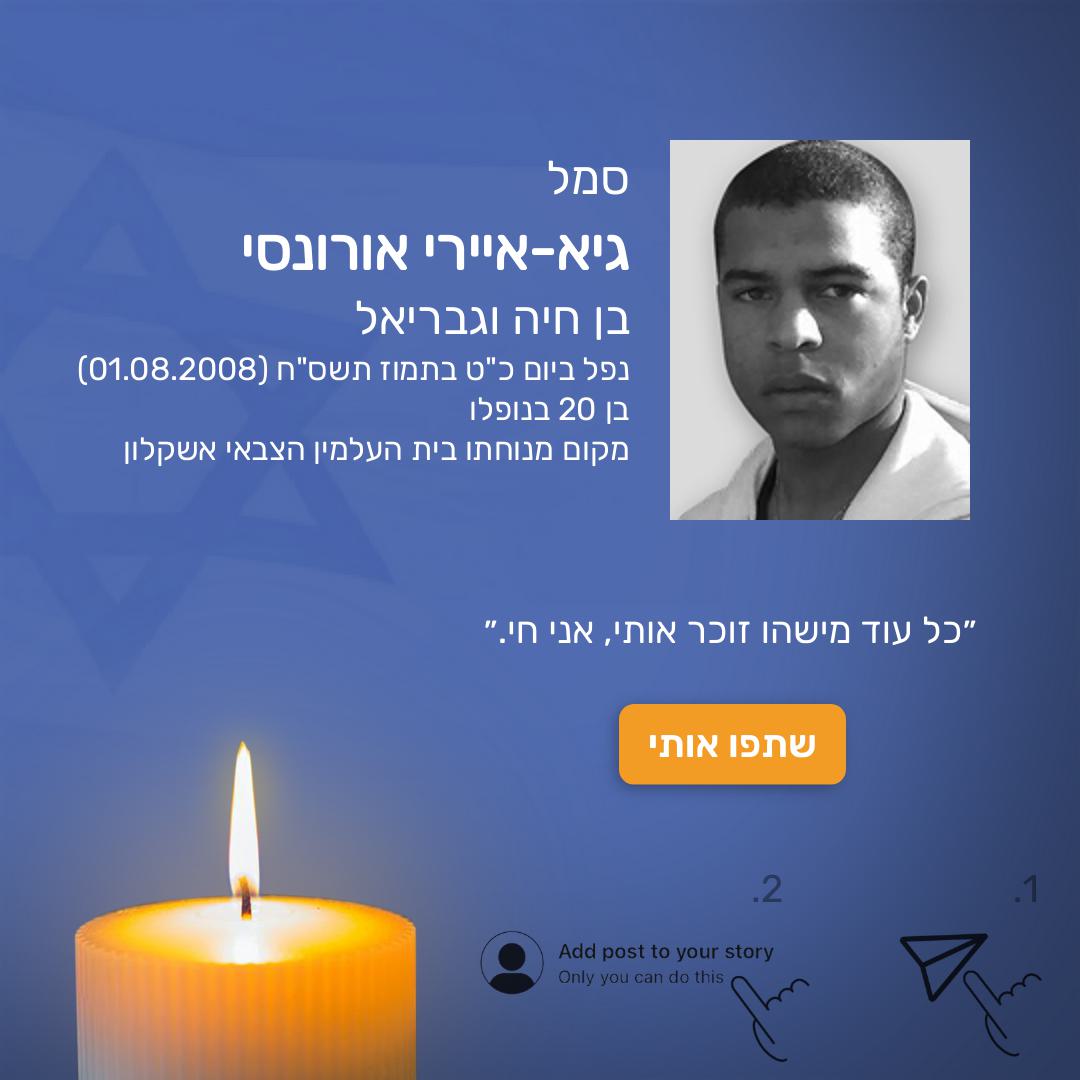 סמל
גיא-איירי אורונסי
בן חיה וגבריאל
נפל ביום כ"ט בתמוז תשס"ח (01.08.2008)
בן 20 בנופלו
מקום מנוחתו בית העלמין הצבאי אשקלון
״כל עוד מישהו זוכר אותי, אני חי.״
שתפו אותי
.1
.2
Add post to your story
Only you can do this